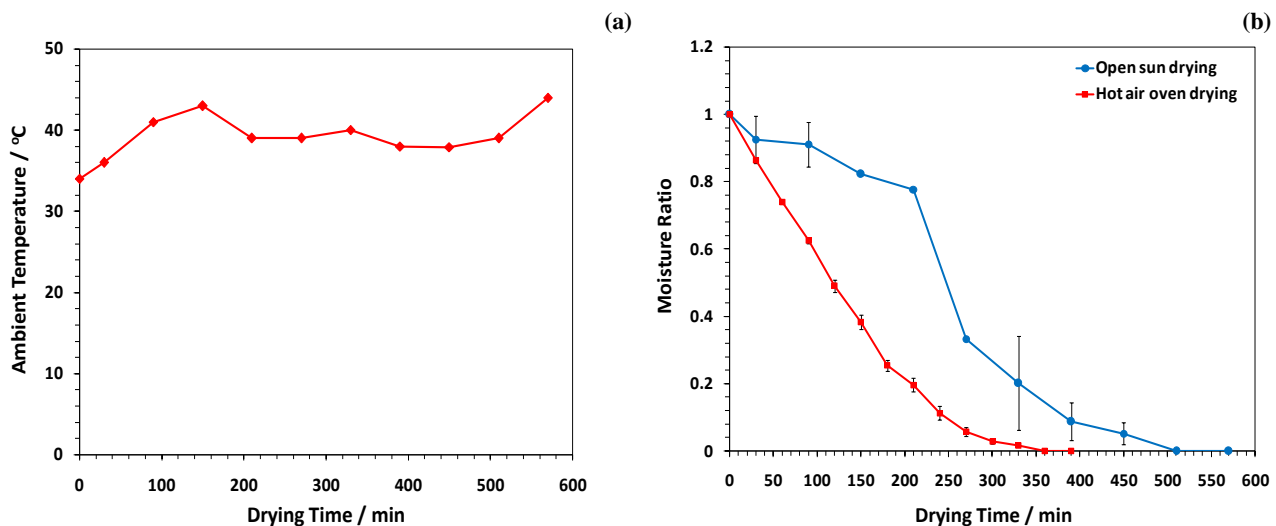 (a)
50
40
30
20
10
0
0 100 200 300 400 500 600
Ambient Temperature / °C
Drying Time / min
(b)
1.2
1
0.8
0.6
0.4
0.2
0
0 50 100 150 200 250 300 350 400 450 500 550 600
Moisture Ratio
Drying Time / min
Open sun drying
Hot air oven drying